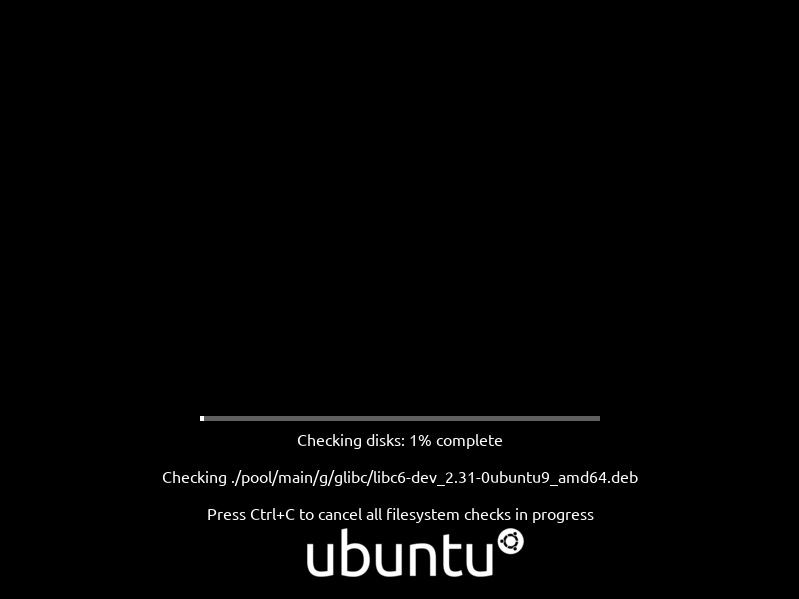 Checking disks: 1% complete
Checking ./pool/main/g/glibc/libc6-dev_2.31-0ubuntu9_amd64.deb
Press Ctrl+C to cancel all filesystem checks in progress
ubuntu